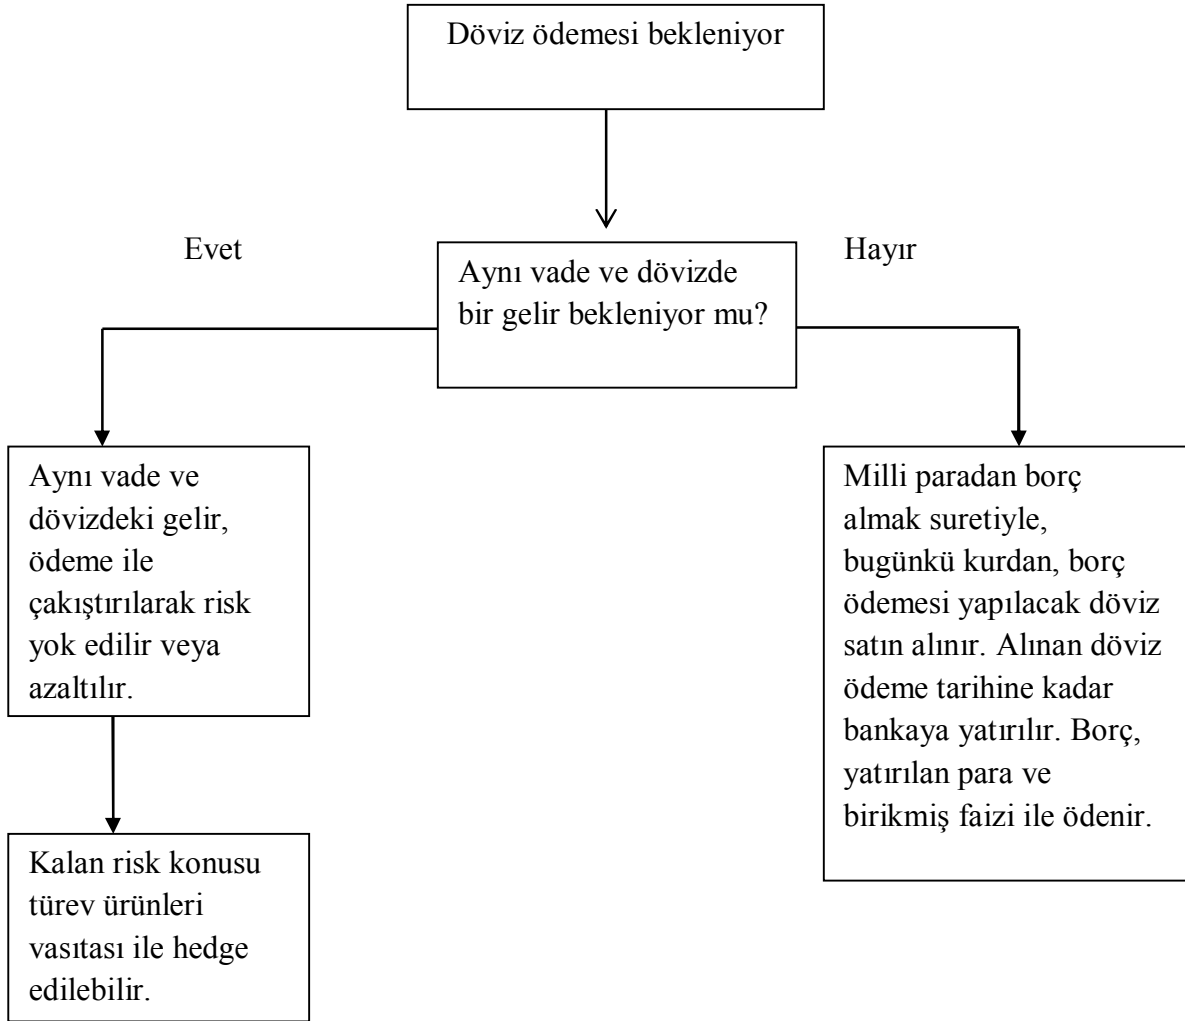 Döviz ödemesi bekleniyor
Evet
Aynı vade ve dövizde
bir gelir bekleniyor mu?
Hayır
Aynı vade ve
dövizdeki gelir,
ödeme ile
çakıştırılarak risk
yok edilir veya
azaltılır.
Kalan risk konusu
türev ürünleri
vasıtası ile hedge
edilebilir.
Milli paradan borç
almak suretiyle,
bugünkü kurdan, borç
ödemesi yapılacak döviz
satın alınır. Alınan döviz
ödeme tarihine kadar
bankaya yatırılır. Borç,
yatırılan para ve
birikmiş faizi ile ödenir.